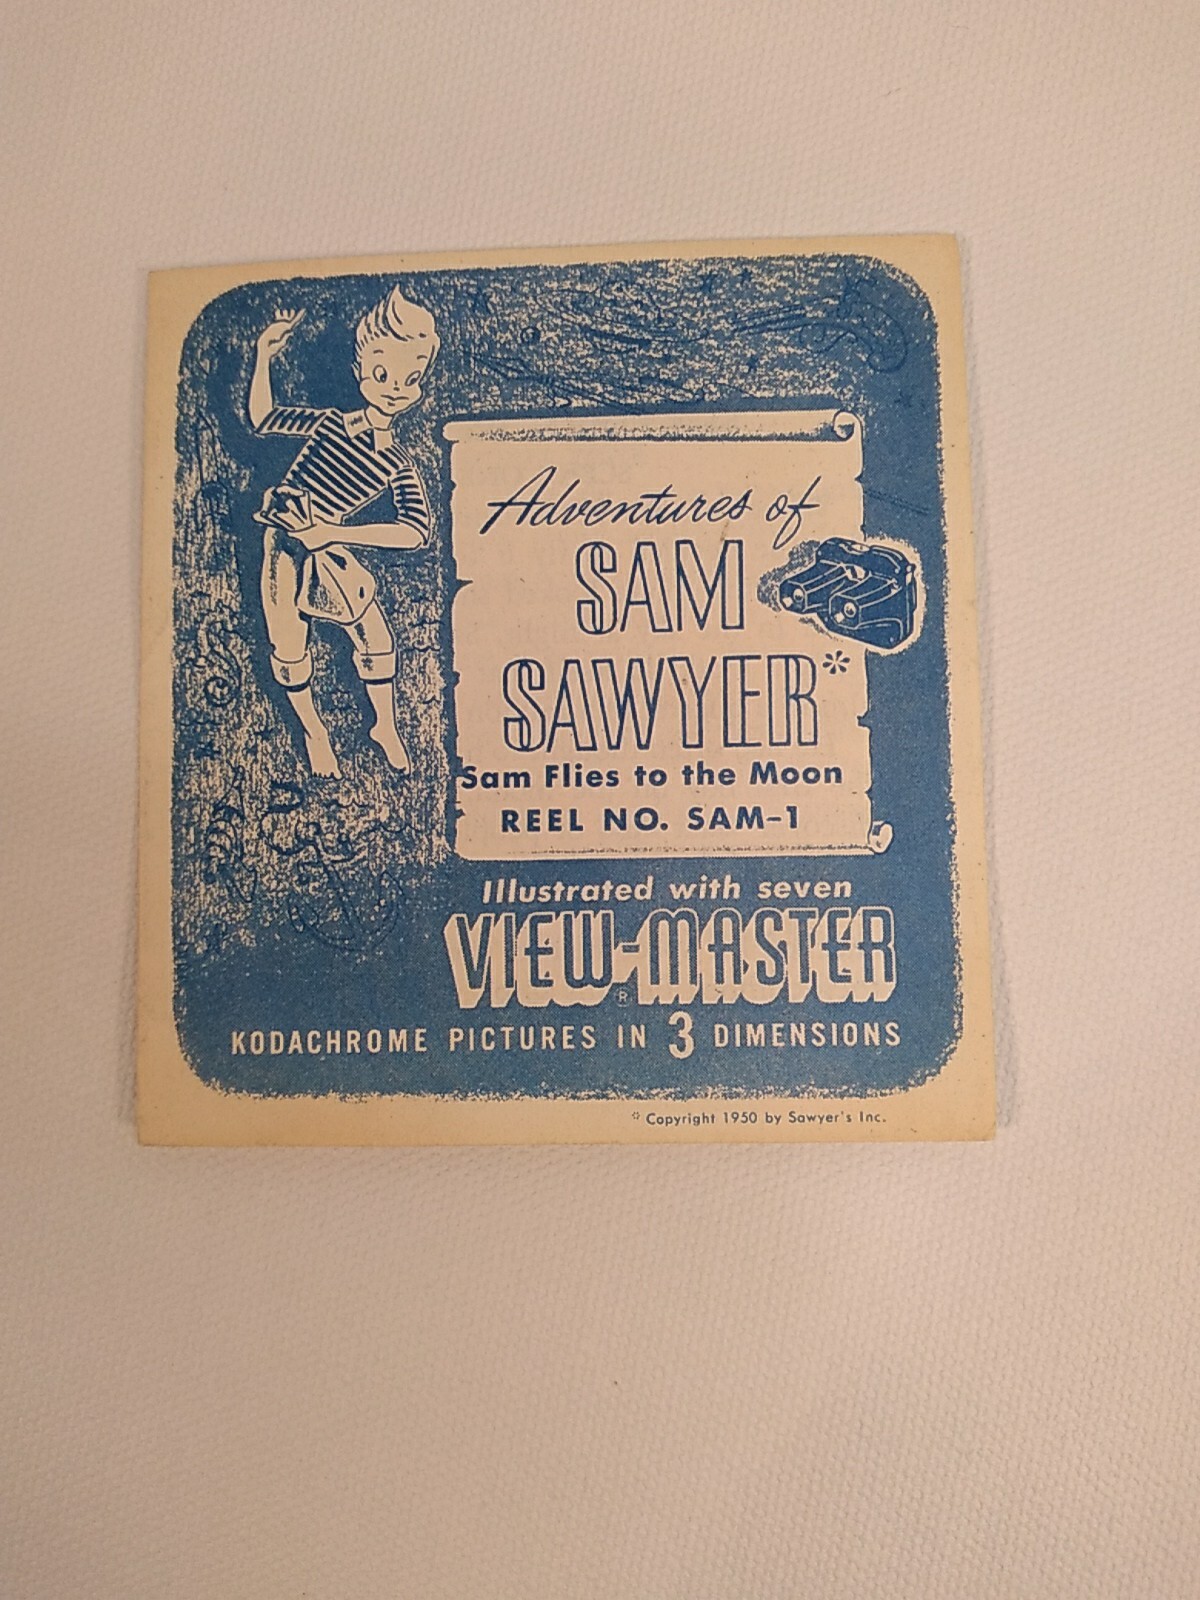 Adventures of
SAM
SAWYER*
Sam Flies to the Moon
REEL NO. SAM-1
Illustrated with seven
VIEW-MASTER
®
KODACHROME PICTURES IN 3 DIMENSIONS
* Copyright 1950 by Sawyer's Inc.